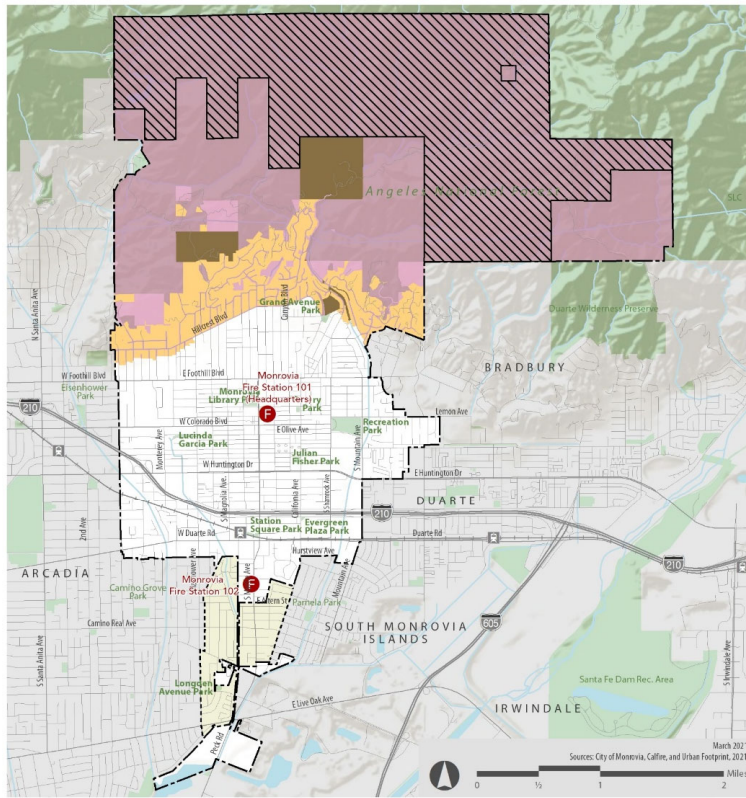 Angeles National Forest
SLC
Duarte Wilderness Preserve
N Santa Anita Ave
Canyon Blvd
Grand Avenue
Park
Hillcrest Blvd
BRADBURY
W Foothill Blvd
E Foothill Blvd
Eisenhower
Park
Monrovia
Fire Station 101
(Headquarters)
Library Park
Lemon Ave
210
F
W Colorado Blvd
E Olive Ave
Recreation
Park
Lucinda
Garcia Park
Monterey Ave
Julian
Fisher Park
S Mountain Ave
W Huntington Dr
E Huntington Dr
S Magnolia Ave
California Ave
S Shamrock Ave
DUARTE
2nd Ave
Station
Square Park
Evergreen
Plaza Park
210
W Duarte Rd
Duarte Rd
Hurstview Ave
210
ARCADIA
Mountain Ave
Camino Grove
Park
Monrovia
Fire Station 102
F
Pamela Park
Camino Real Ave
SOUTH MONROVIA
ISLANDS
605
S Santa Anita Ave
S Irwindale Ave
Longden
Avenue Park
Santa Fe Dam Rec. Area
E Live Oak Ave
IRWINDALE
Peck Rd
March 2021
Sources: City of Monrovia, Calfire, and Urban Footprint, 2021
0 ½ 1 2
Miles